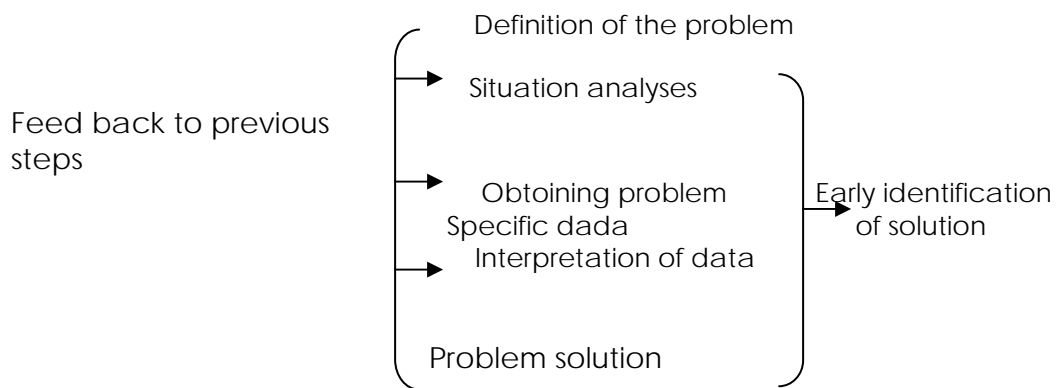 Definition of the problem
Situation analyses
Feed back to previous
steps
Obtoining problem
Specific dada
Interpretation of data
Early identification
of solution
Problem solution